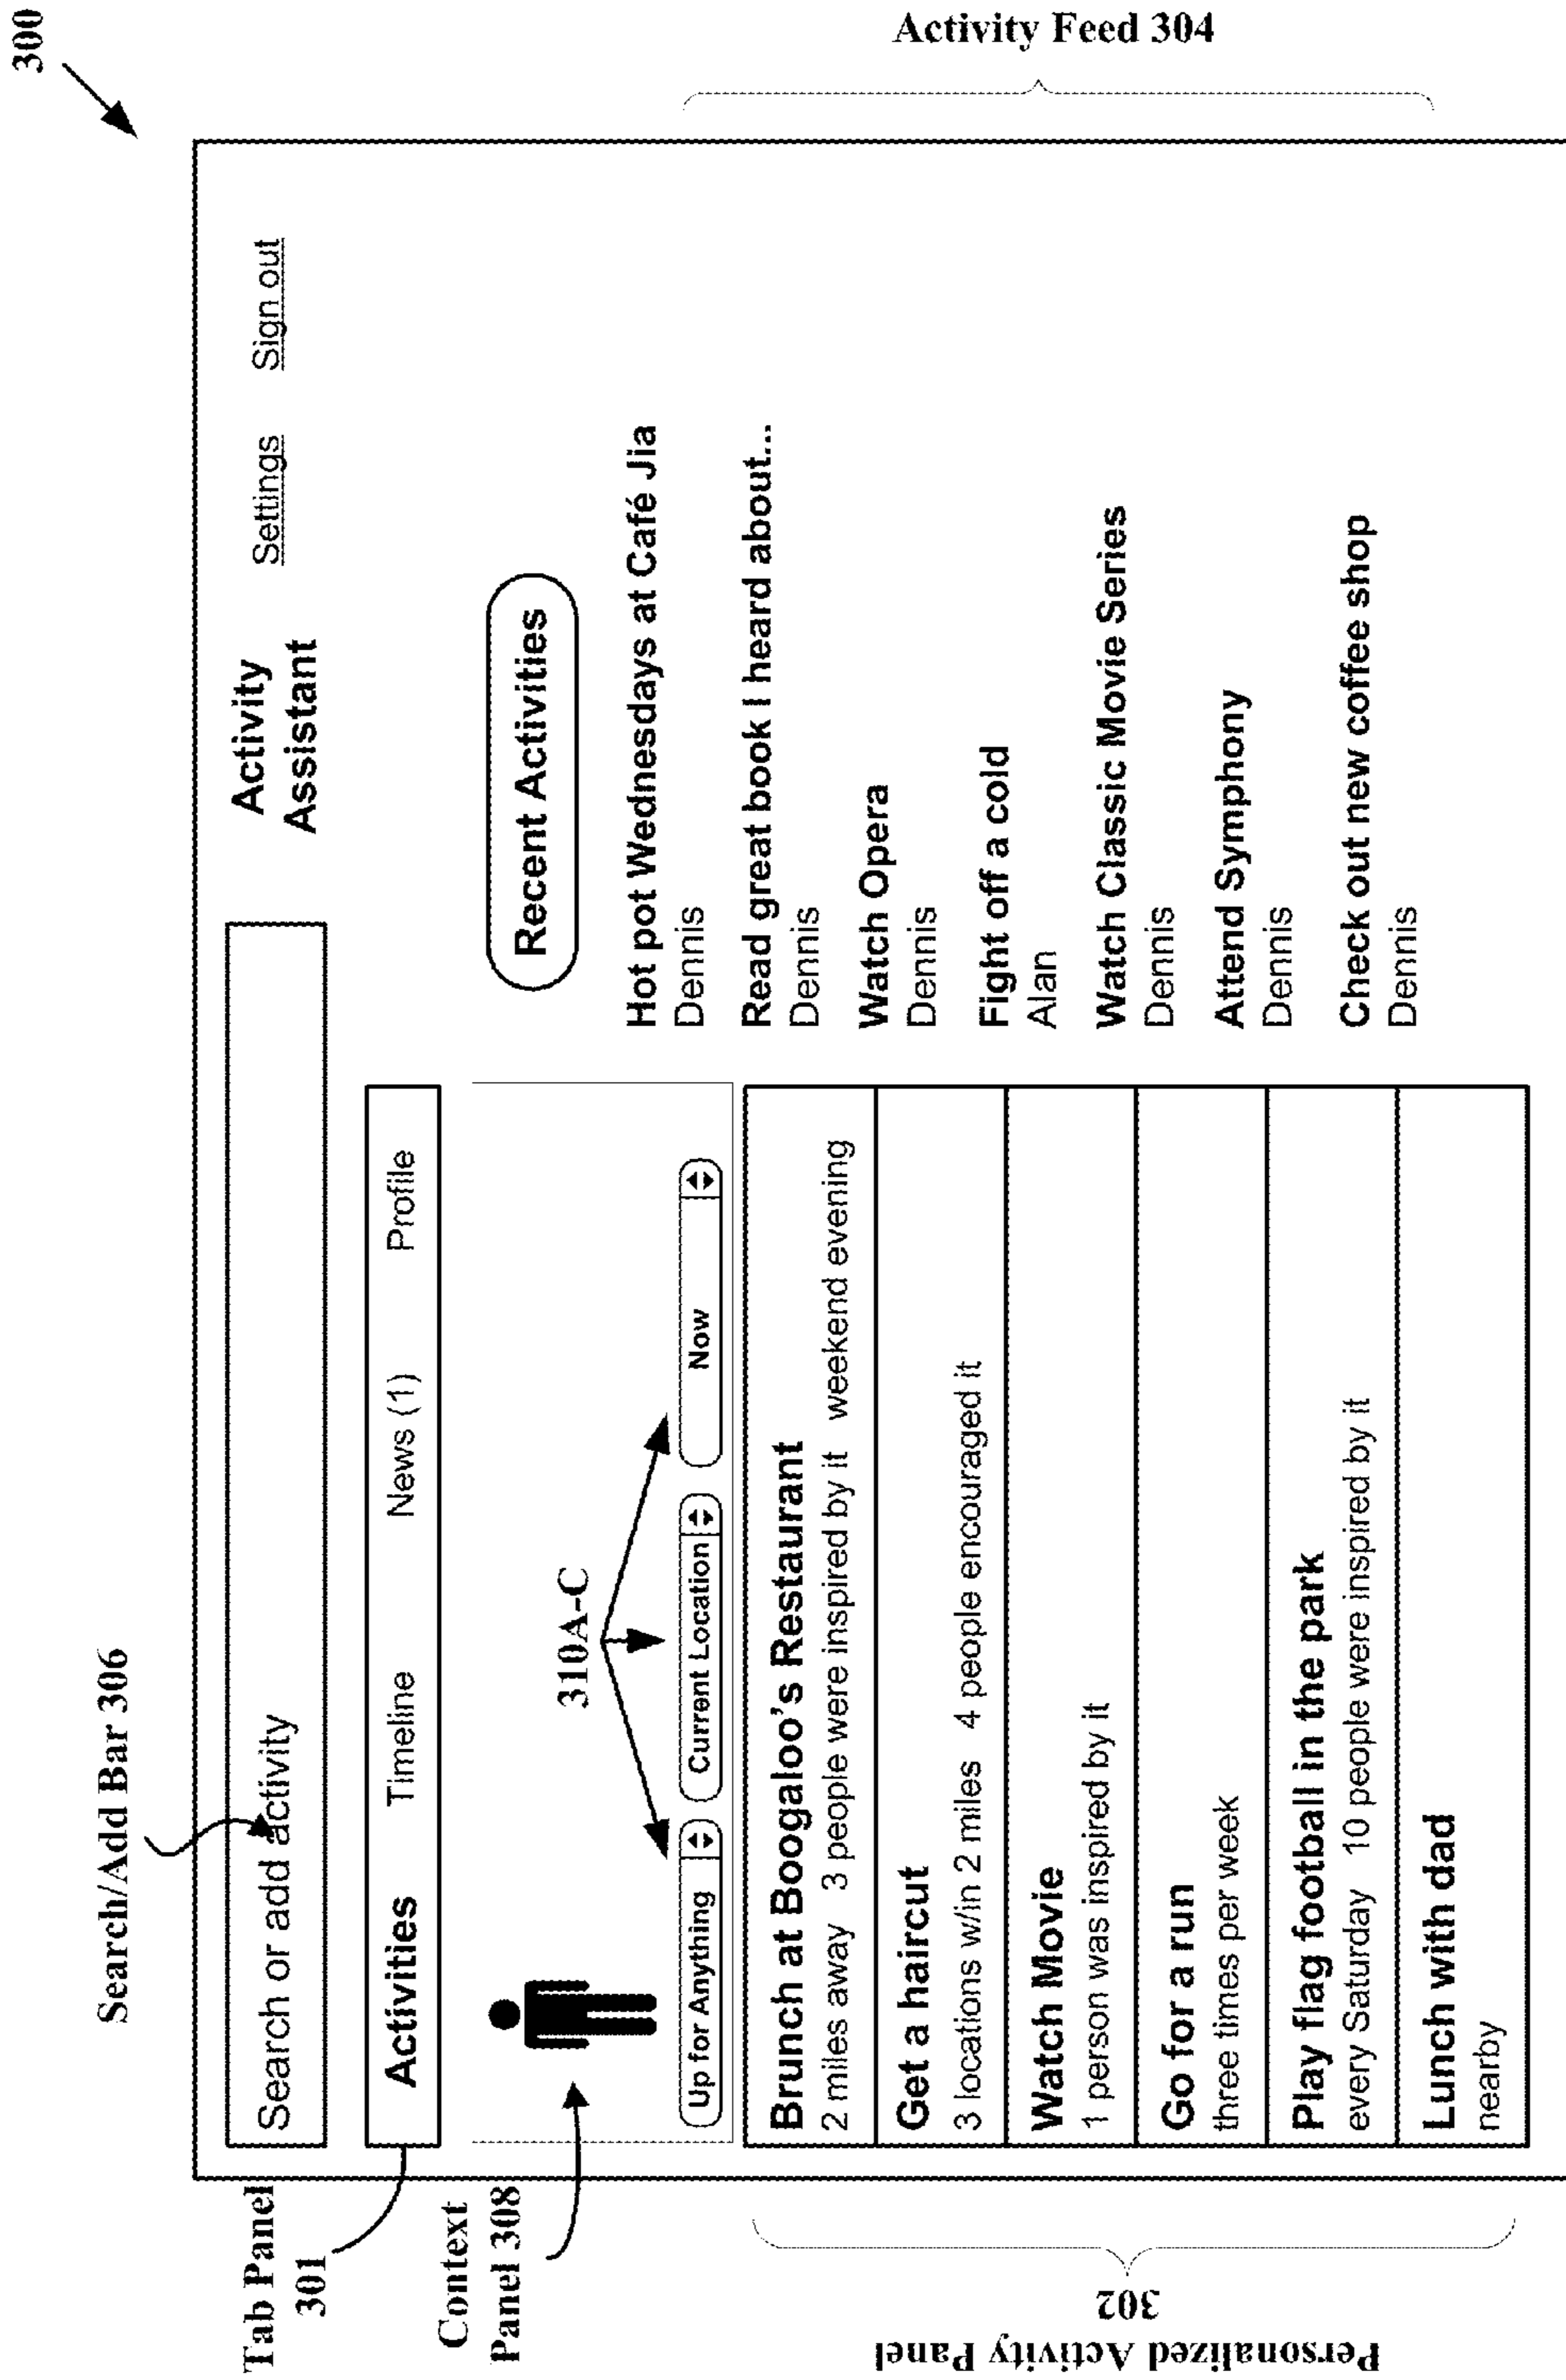 300
Search/Add Bar 306
Search or add activity
Activity
Assistant
Settings
Sign out
Tab Panel
301
Activities
Timeline
News (1)
Profile
Context
Panel 308
310A-C
Up for Anything
Current Location
Now
Personalized Activity Panel
302
Brunch at Boogaloo's Restaurant
2 miles away 3 people were inspired by it weekend evening
Get a haircut
3 locations w/in 2 miles 4 people encouraged it
Watch Movie
1 person was inspired by it
Go for a run
three times per week
Play flag football in the park
every Saturday 10 people were inspired by it
Lunch with dad
nearby
Recent Activities
Hot pot Wednesdays at Café Jia
Dennis
Read great book I heard about...
Dennis
Watch Opera
Dennis
Fight off a cold
Alan
Watch Classic Movie Series
Dennis
Attend Symphony
Dennis
Check out new coffee shop
Dennis
Activity Feed 304